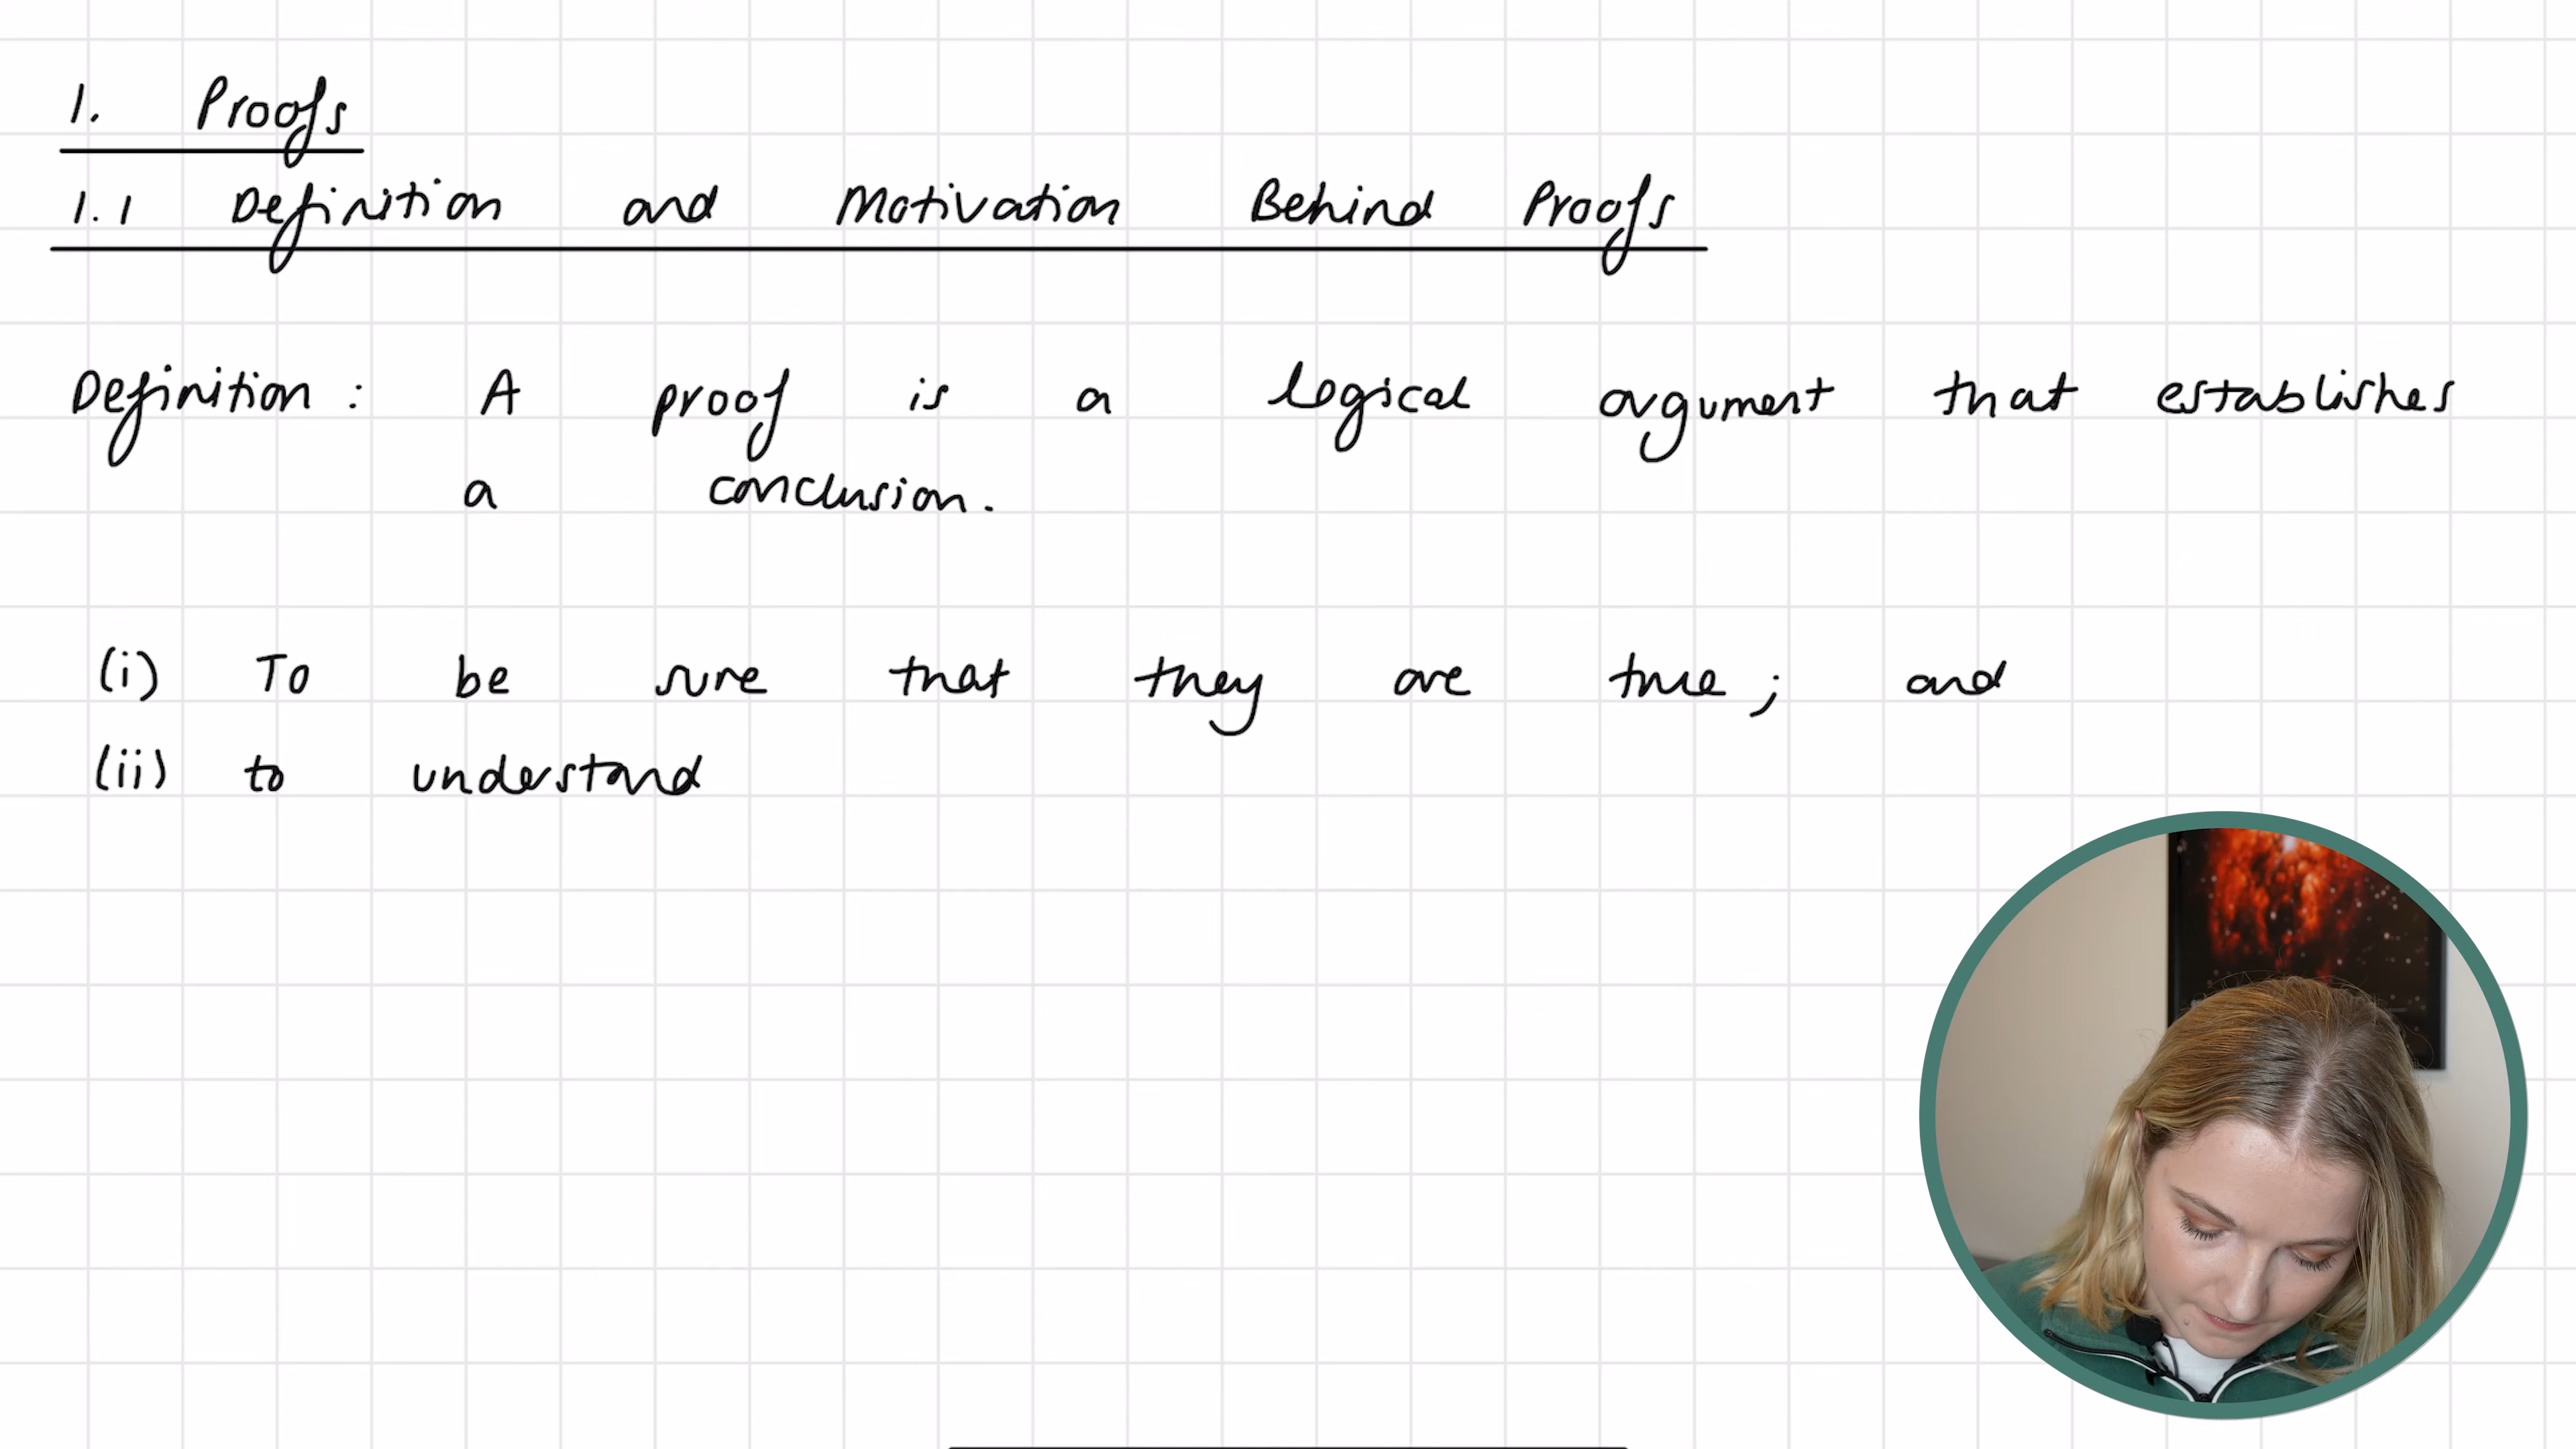 1. Proofs
1.1 Definition and Motivation Behind Proofs
Definition: A proof is a logical argument that establishes
a conclusion.
(i) To be sure that they are true; and
(ii) to understand